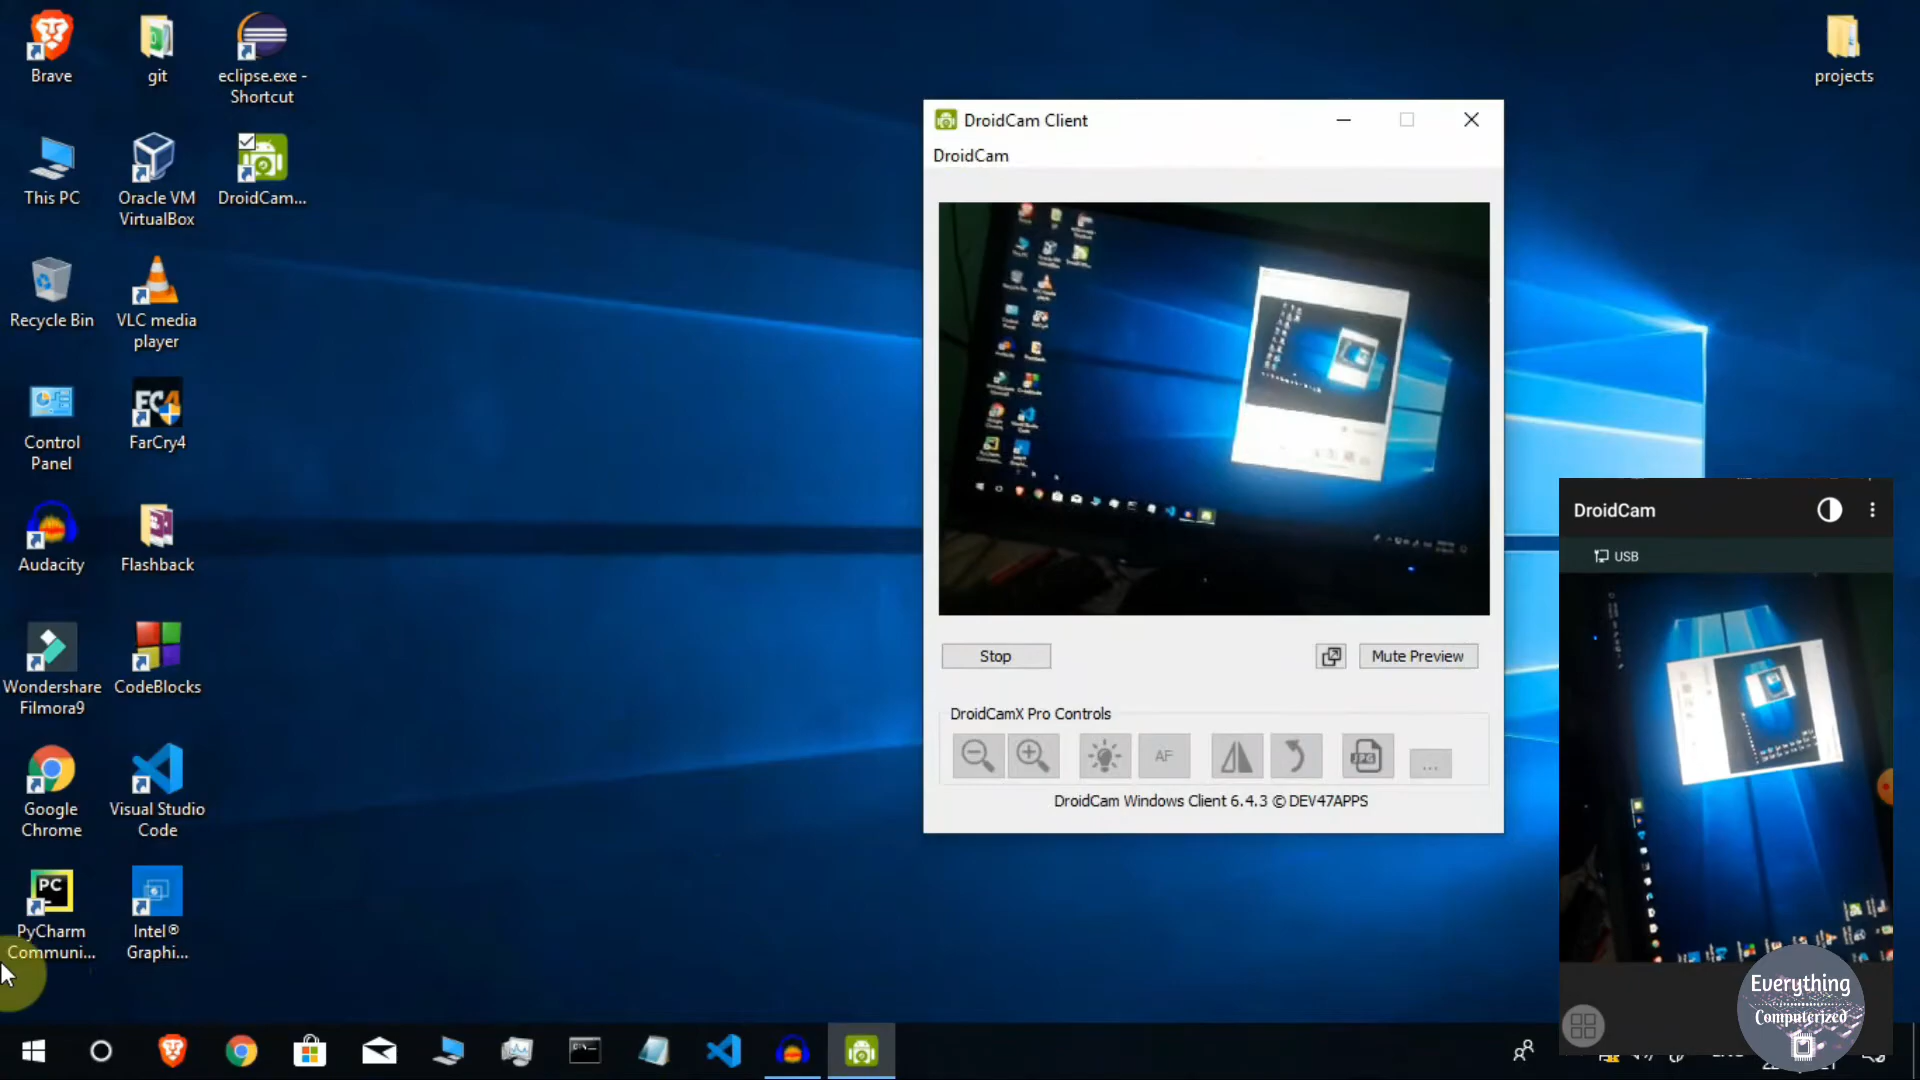 Brave
git
eclipse.exe -
Shortcut
projects
This PC
Oracle VM
VirtualBox
DroidCam...
Recycle Bin
VLC media
player
Control
Panel
FarCry4
Audacity
Flashback
Wondershare
Filmora9
CodeBlocks
Google
Chrome
Visual Studio
Code
PC
PyCharm
Communi...
Intel®
Graphi...
DroidCam Client
DroidCam
Stop
Mute Preview
DroidCamX Pro Controls
AF
JPG
...
DroidCam Windows Client 6.4.3 © DEV47APPS
DroidCam
USB
Everything
Computerized